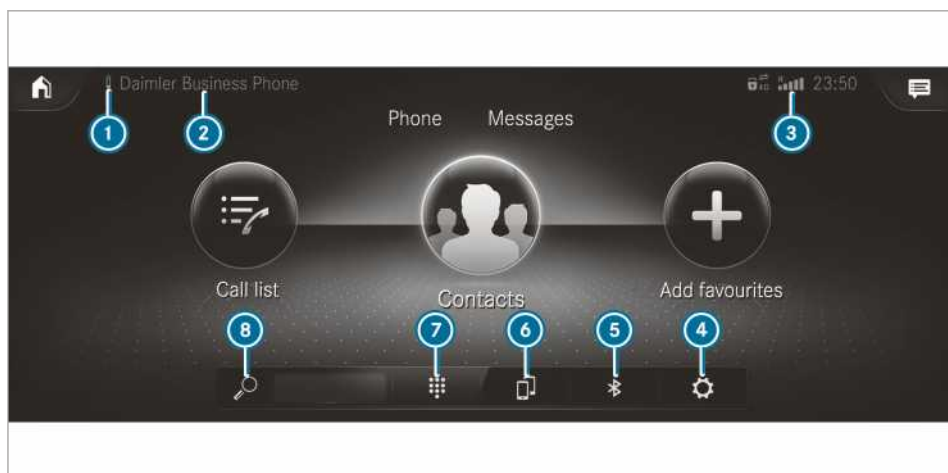 Daimler Business Phone 4G H 23:50
1 2 3
Phone Messages
Call list Contacts Add favourites
8 7 6 5 4